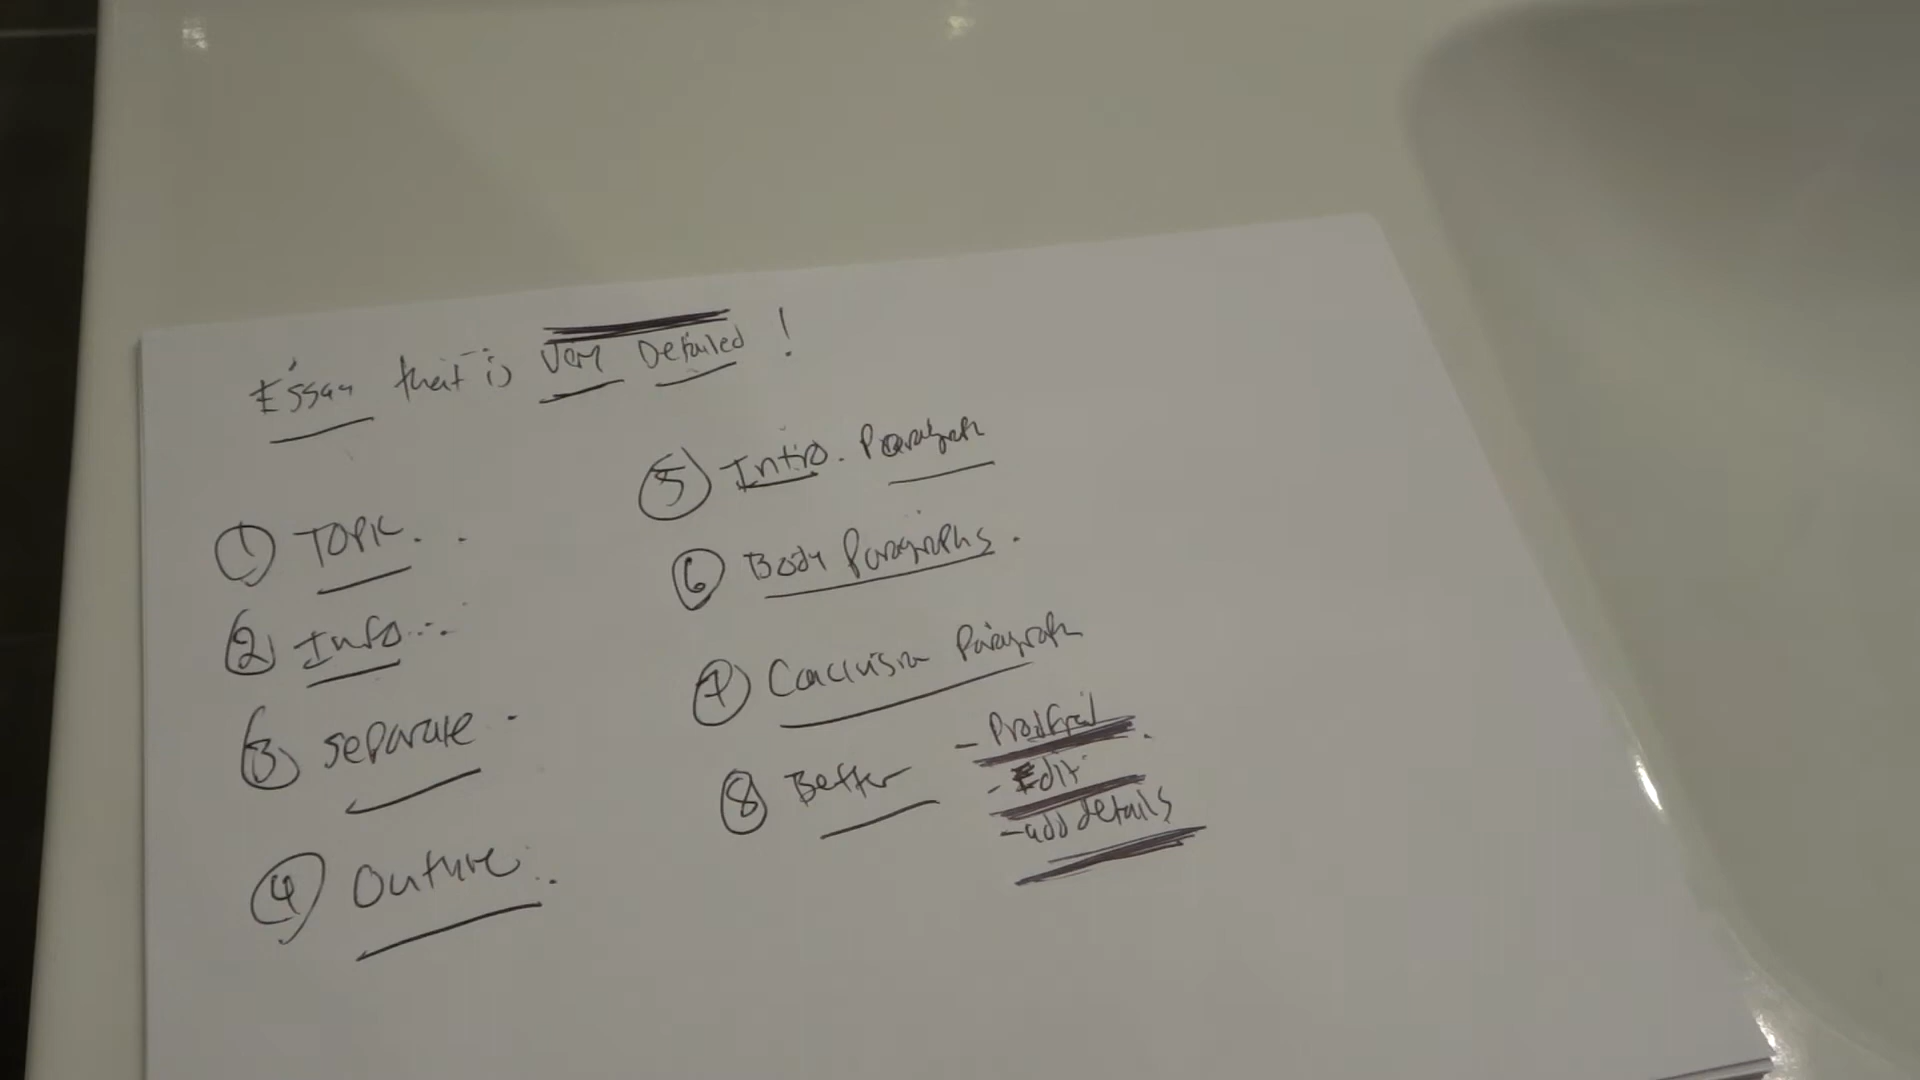 Essay that is Very Detailed !
① TOPIC. .
② Info...
③ separate .
④ Outline.
⑤ Intro. Paragraph
⑥ Body Paragraphs .
⑦ Conclusion Paragraph
⑧ Better
- Proofread
- Edit
- add details